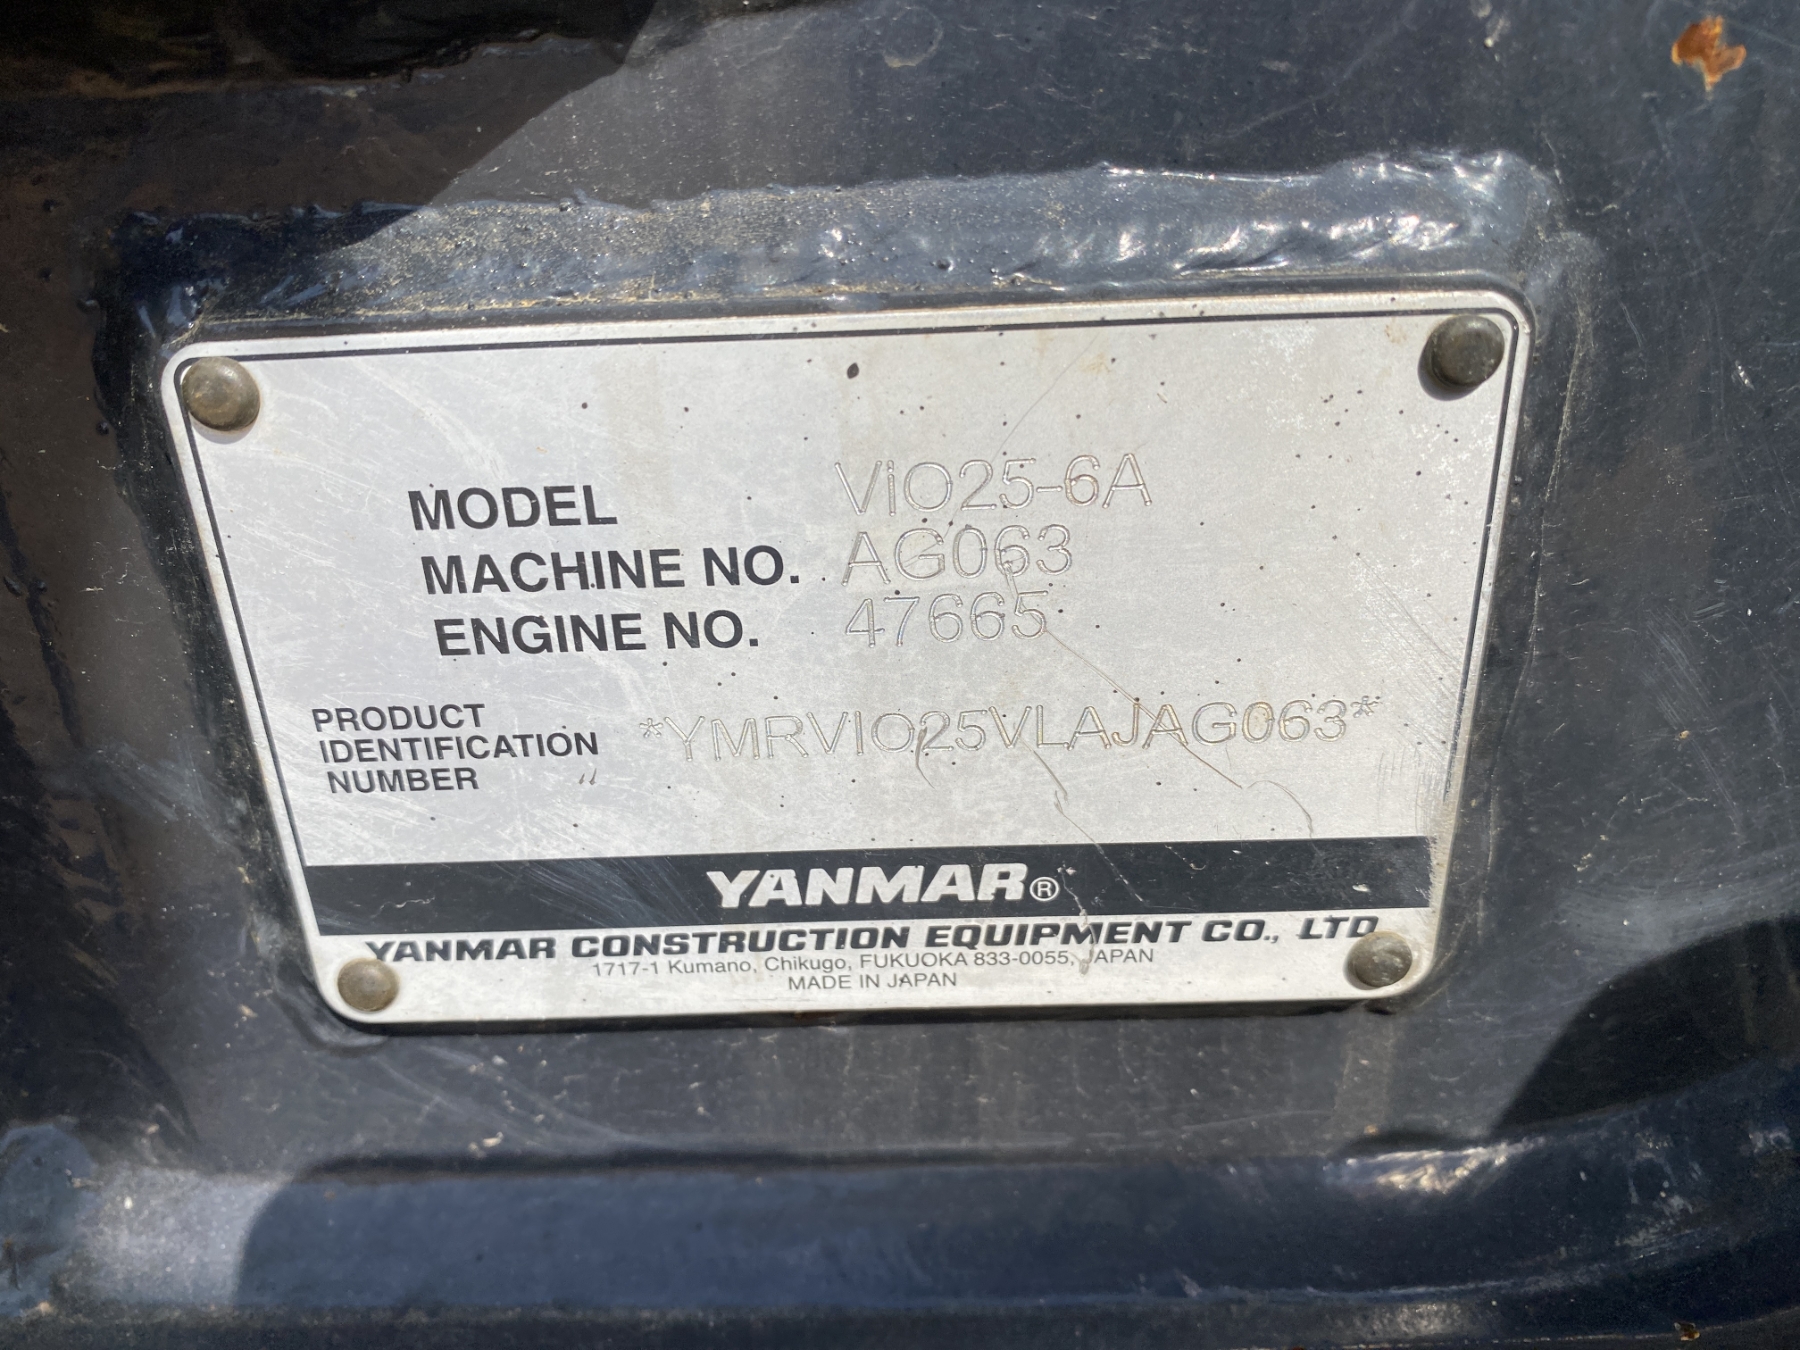 MODEL ViO25-6A
MACHINE NO. AG063
ENGINE NO. 47665
PRODUCT
IDENTIFICATION
NUMBER
*YMRVIO25VLAJAG063*
YANMAR®
YANMAR CONSTRUCTION EQUIPMENT CO., LTD
1717-1 Kumano, Chikugo, FUKUOKA 833-0055, JAPAN
MADE IN JAPAN